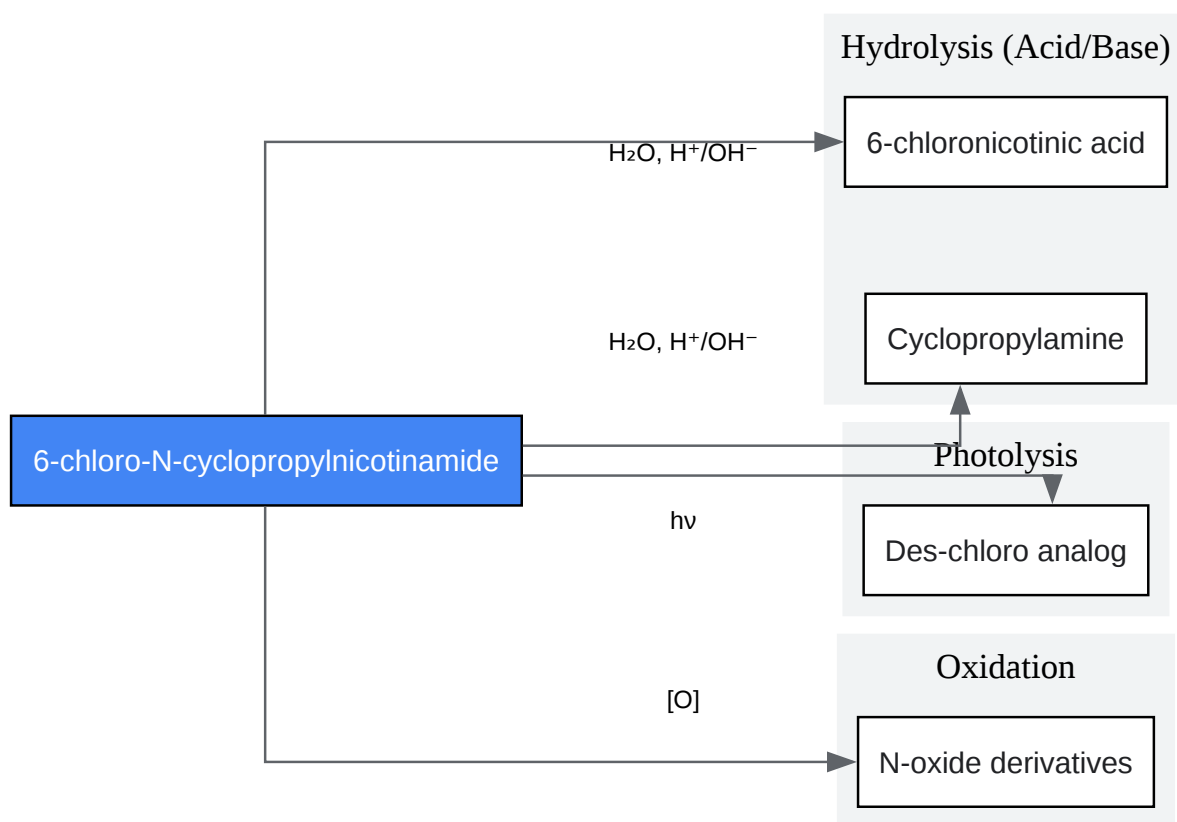 Hydrolysis (Acid/Base)
6-chloronicotinic acid
H₂O, H⁺/OH⁻
Cyclopropylamine
H₂O, H⁺/OH⁻
6-chloro-N-cyclopropylnicotinamide
Photolysis
hν
Des-chloro analog
Oxidation
[O]
N-oxide derivatives